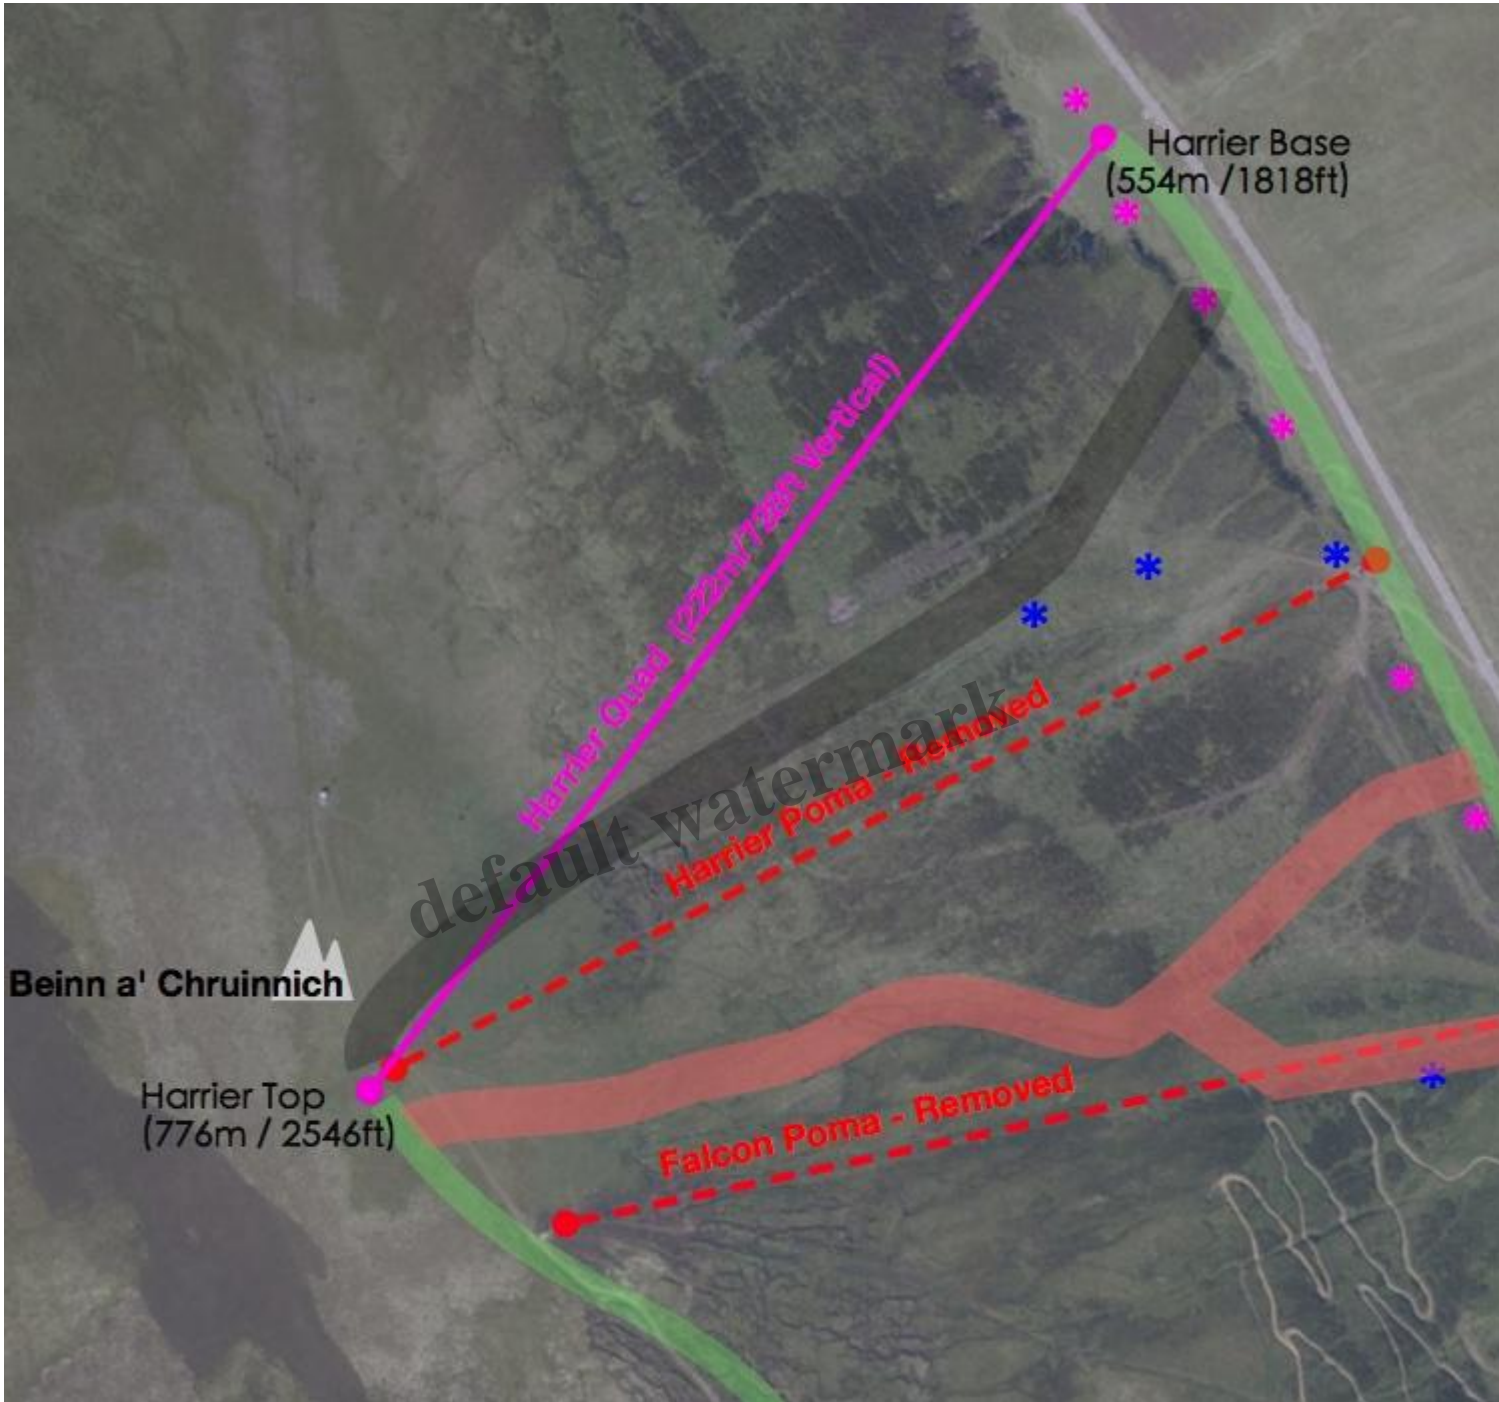 Harrier Base
(554m /1818ft)
Harrier Quad (222m/728ft Vertical)
Harrier Poma - Removed
default watermark
Beinn a' Chruinnich
Harrier Top
(776m / 2546ft)
Falcon Poma - Removed